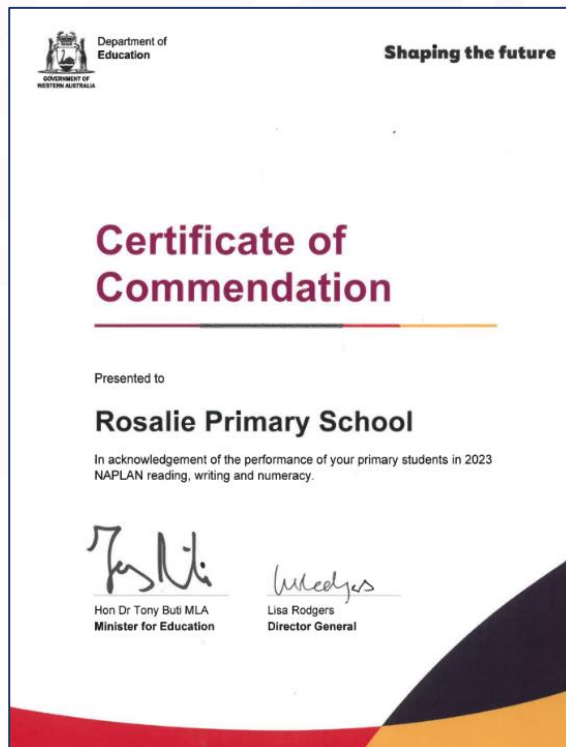 Department of
Education
GOVERNMENT OF
WESTERN AUSTRALIA
Shaping the future
Certificate of
Commendation
Presented to
Rosalie Primary School
In acknowledgement of the performance of your primary students in 2023
NAPLAN reading, writing and numeracy.
Hon Dr Tony Buti MLA
Minister for Education
Lisa Rodgers
Director General